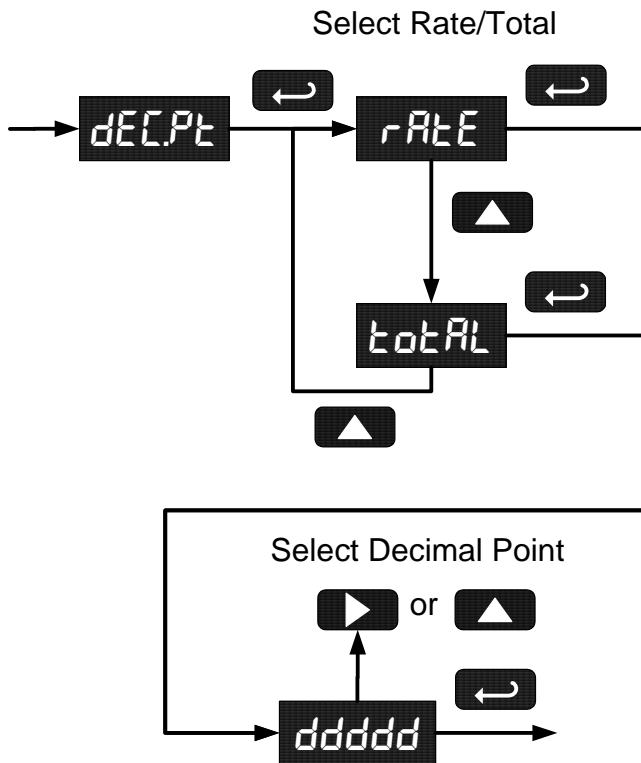 Select Rate/Total
dEC.Pt
rAtE
totAL
Select Decimal Point
or
ddddd